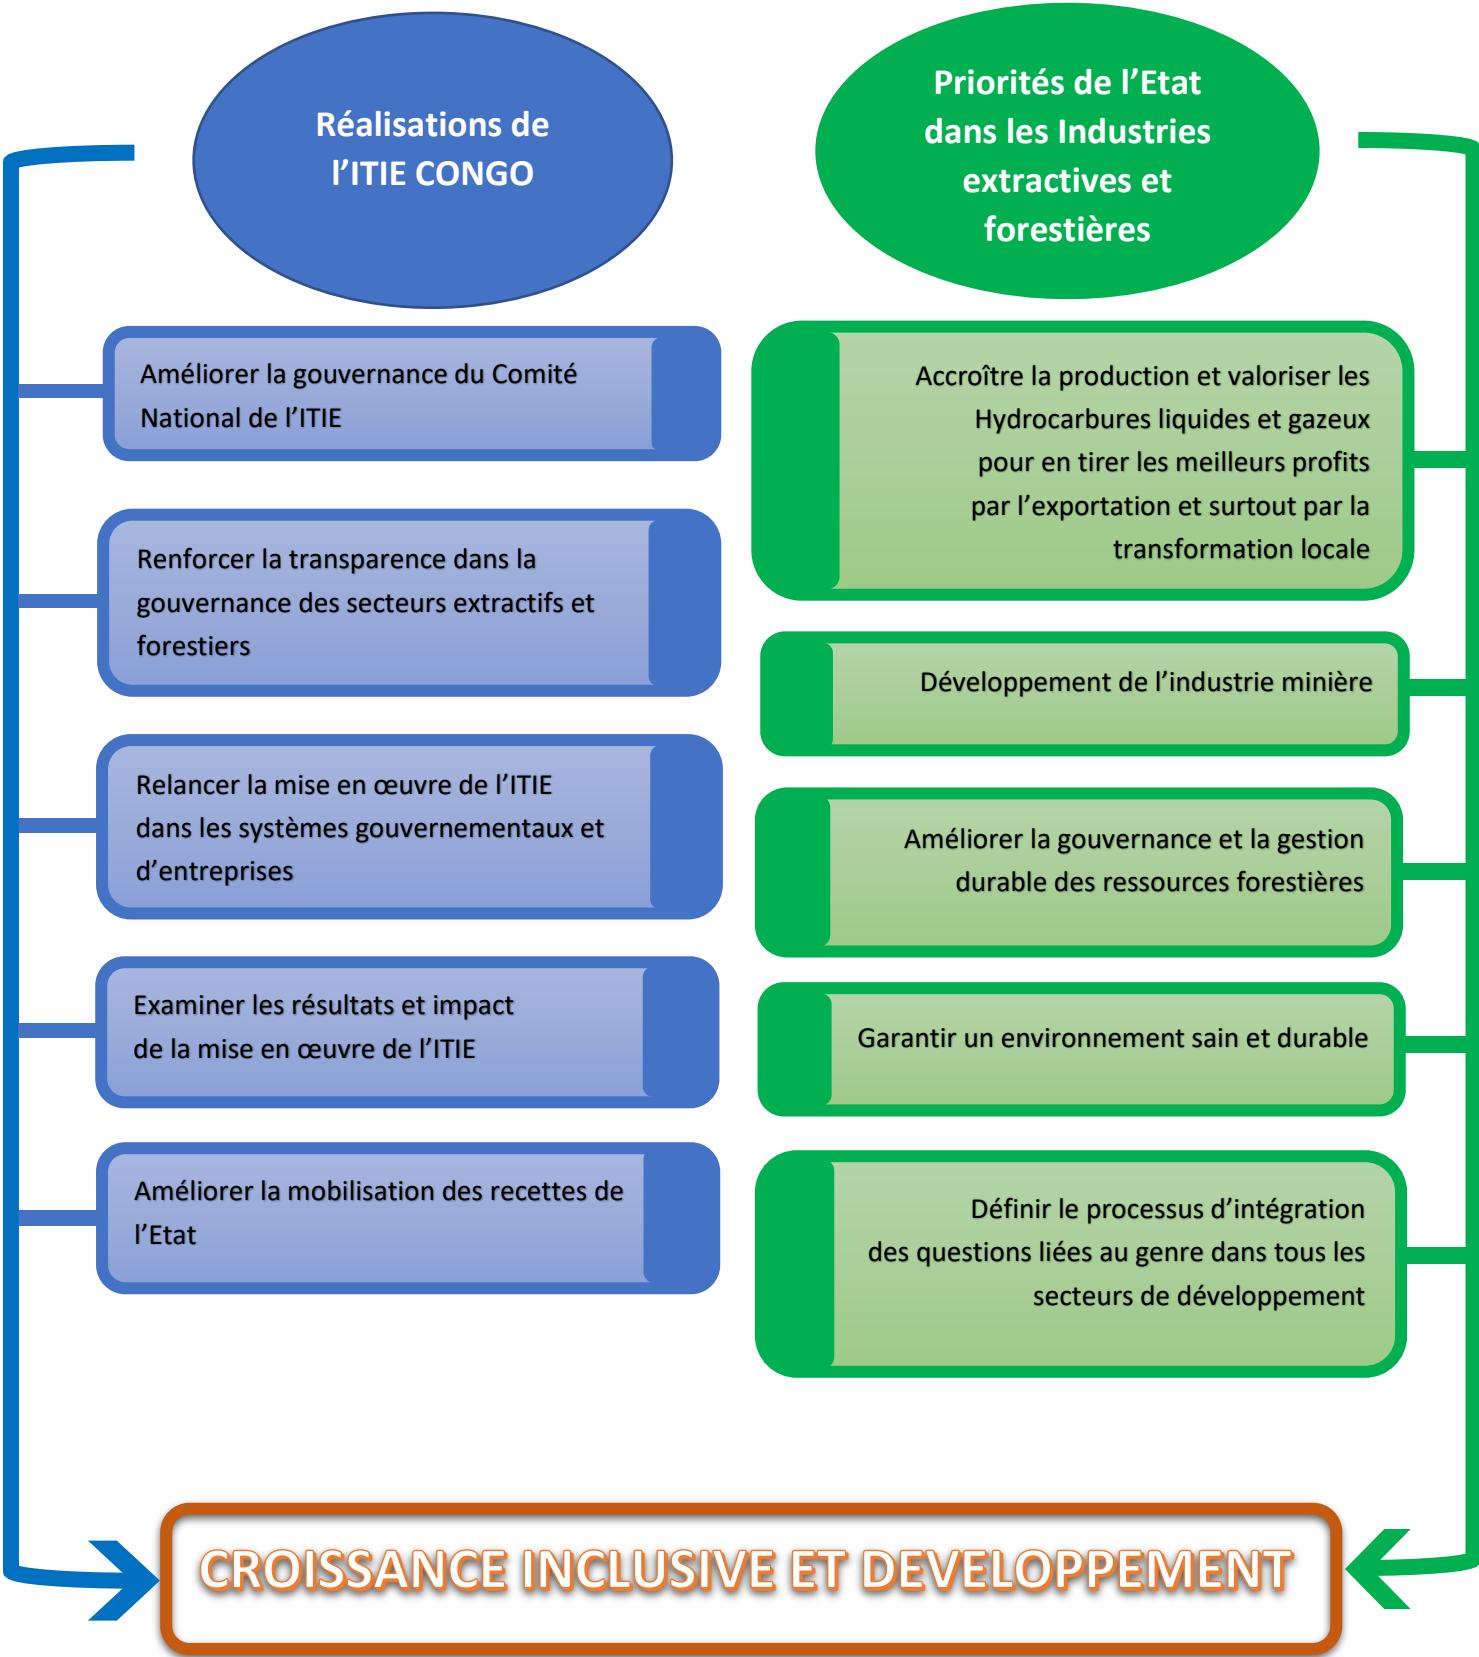 Réalisations de
l’ITIE CONGO
Améliorer la gouvernance du Comité
National de l’ITIE
Renforcer la transparence dans la
gouvernance des secteurs extractifs et
forestiers
Relancer la mise en œuvre de l’ITIE
dans les systèmes gouvernementaux et
d’entreprises
Examiner les résultats et impact
de la mise en œuvre de l’ITIE
Améliorer la mobilisation des recettes de
l’Etat
Priorités de l’Etat
dans les Industries
extractives et
forestières
Accroître la production et valoriser les
Hydrocarbures liquides et gazeux
pour en tirer les meilleurs profits
par l’exportation et surtout par la
transformation locale
Développement de l’industrie minière
Améliorer la gouvernance et la gestion
durable des ressources forestières
Garantir un environnement sain et durable
Définir le processus d’intégration
des questions liées au genre dans tous les
secteurs de développement
CROISSANCE INCLUSIVE ET DEVELOPPEMENT